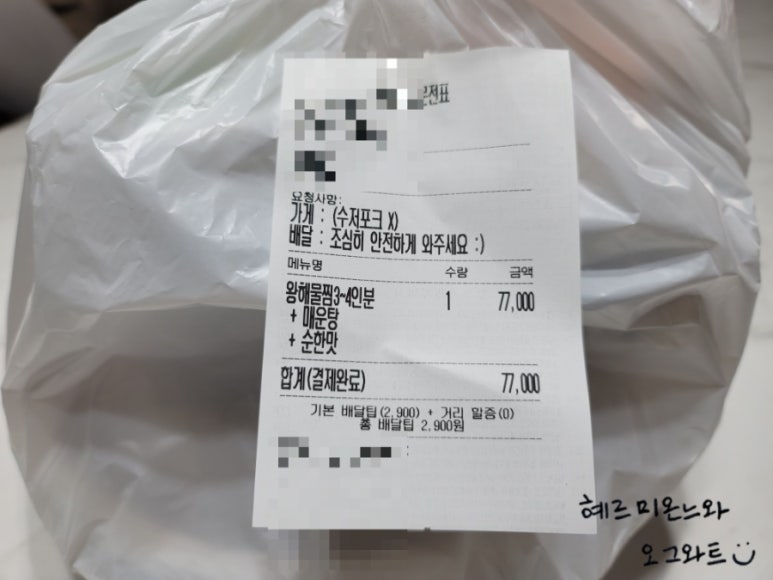 운전표
요청사항:
가게 : (수저포크 X)
배달 : 조심히 안전하게 와주세요 :)
메뉴명 수량 금액
왕해물찜3~4인분 1 77,000
+ 매운탕
+ 순한맛
합계(결제완료) 77,000
기본 배달팁(2,900) + 거리 할증(0)
총 배달팁 2,900원
:
헤르미온느와
오그와트